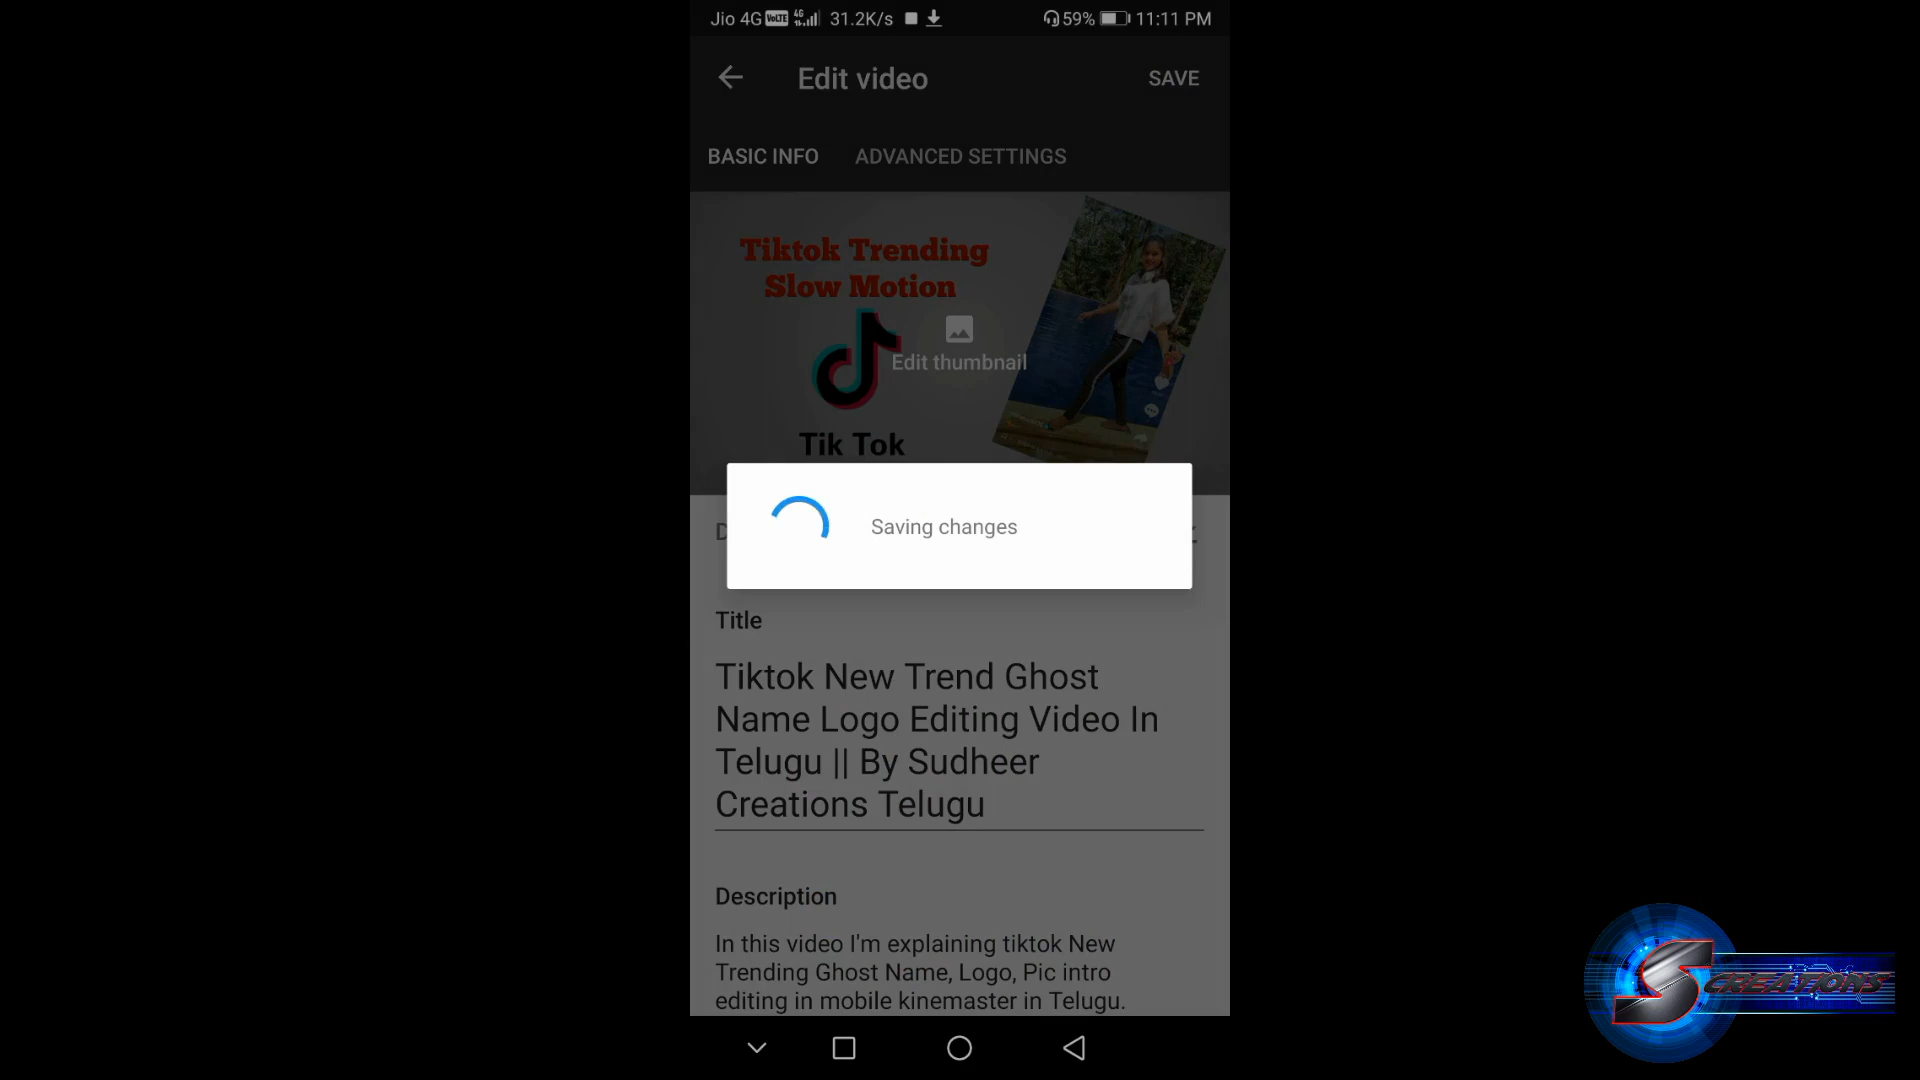 Jio 4G VoLTE 4G 31.2K/s 59% 11:11 PM
Edit video SAVE
BASIC INFO ADVANCED SETTINGS
Tiktok Trending
Slow Motion
Edit thumbnail
Tik Tok
Saving changes
Title
Tiktok New Trend Ghost
Name Logo Editing Video In
Telugu || By Sudheer
Creations Telugu
Description
In this video I'm explaining tiktok New
Trending Ghost Name, Logo, Pic intro
editing in mobile kinemaster in Telugu.
S CREATIONS